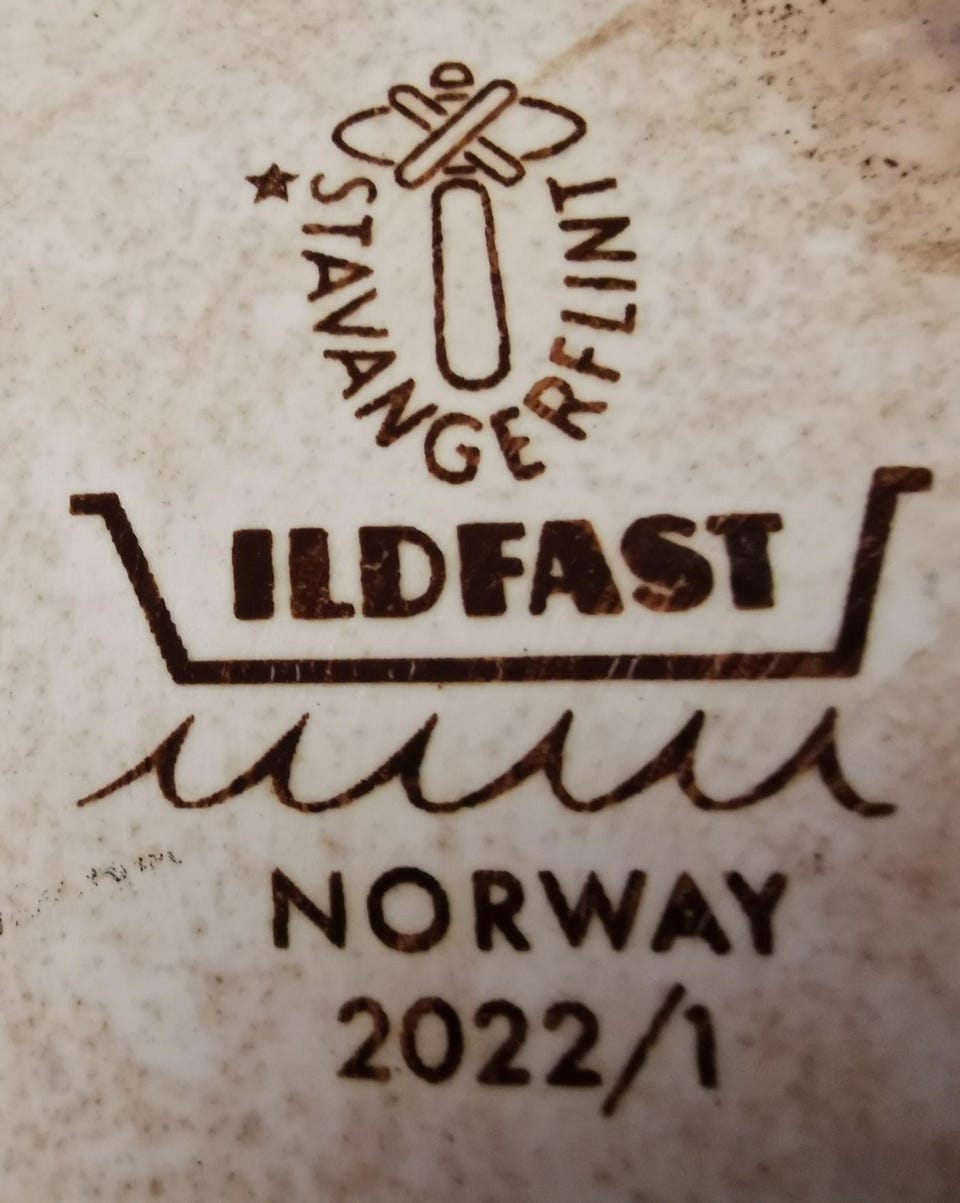 STAVANGERFLINT
ILDFAST
NORWAY
2022/1